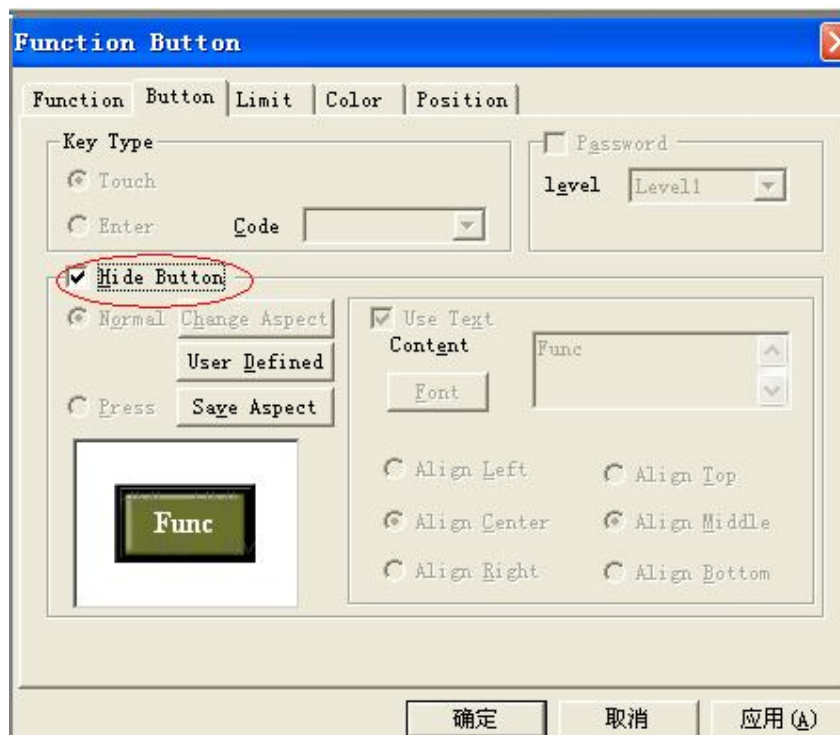 Function Button
Function Button Limit Color Position
Key Type
Password
Touch
level Level1
Enter Code
Hide Button
Normal Change Aspect
Use Text
Content Func
User Defined
Font
Press Save Aspect
Func
Align Left Align Top
Align Center Align Middle
Align Right Align Bottom
确定 取消 应用(A)